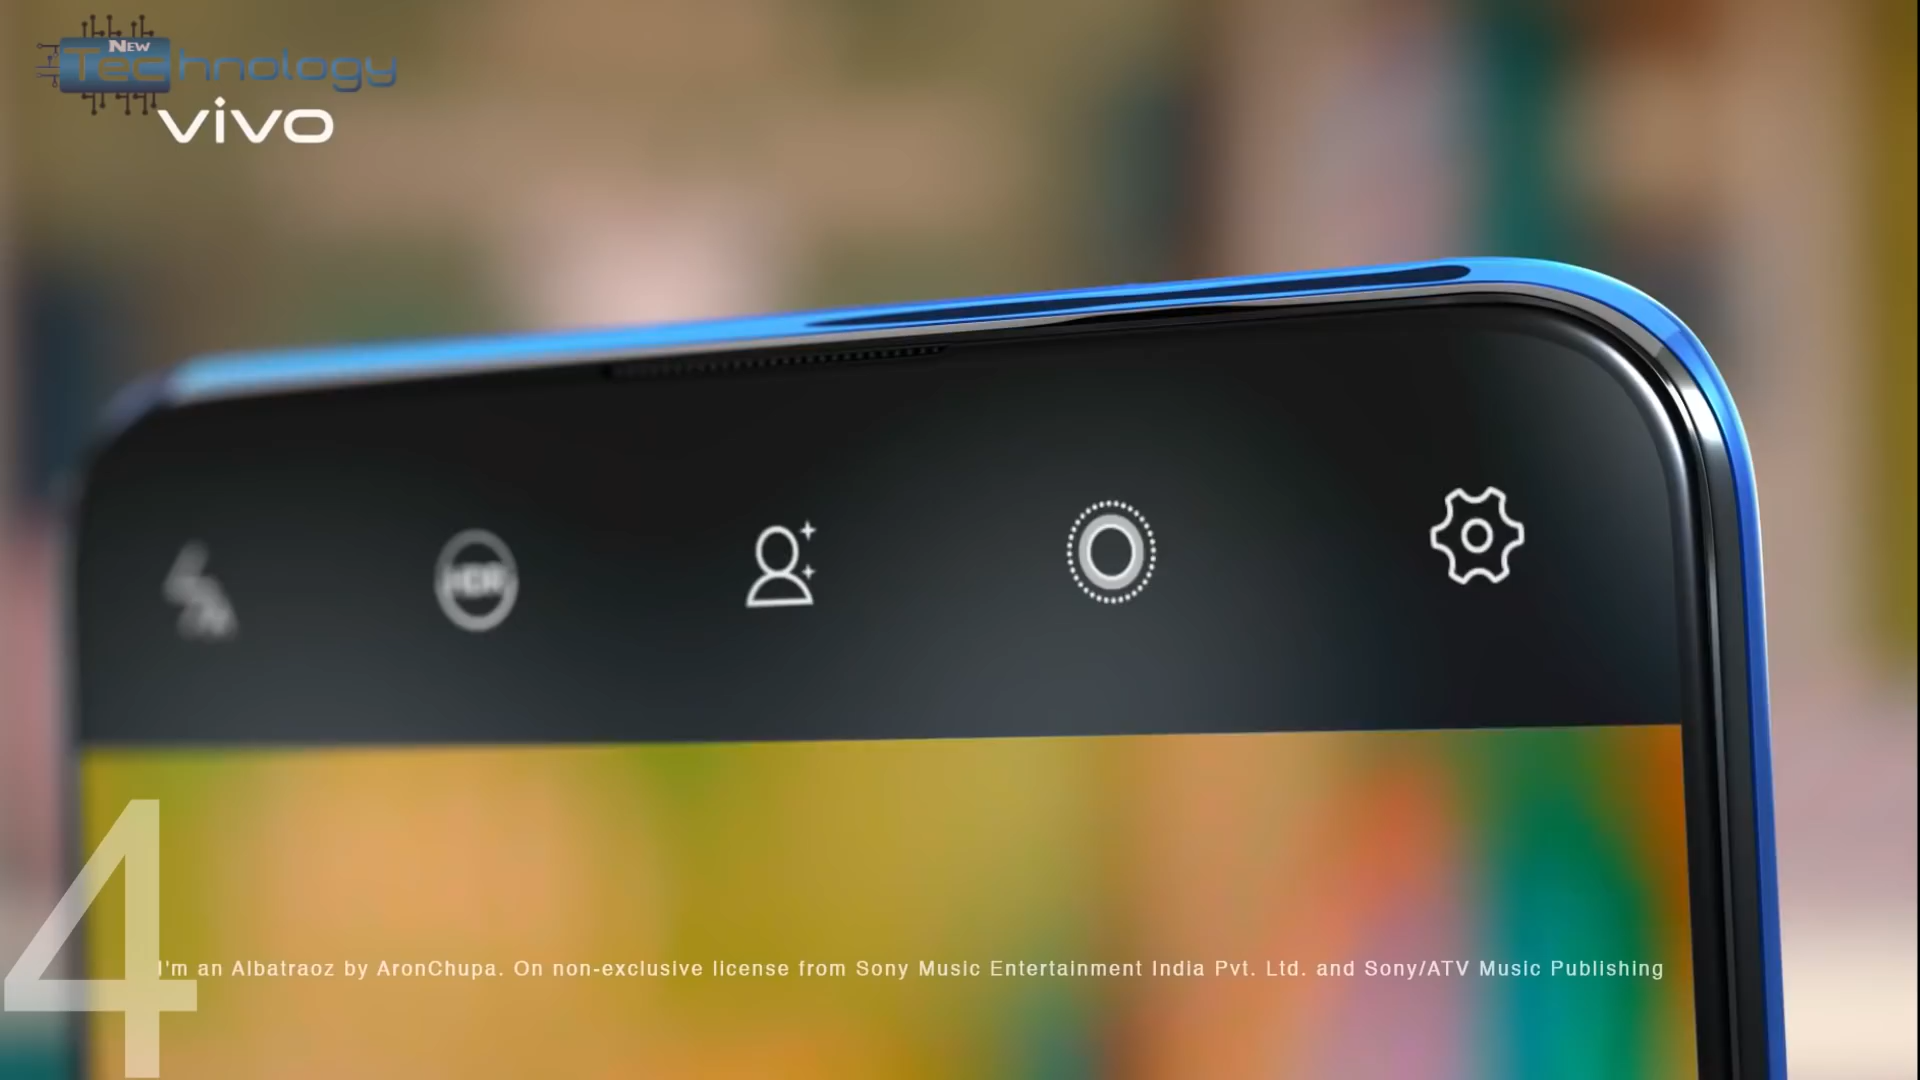 New
Technology
vivo
HDR
4
I'm an Albatraoz by AronChupa. On non-exclusive license from Sony Music Entertainment India Pvt. Ltd. and Sony/ATV Music Publishing